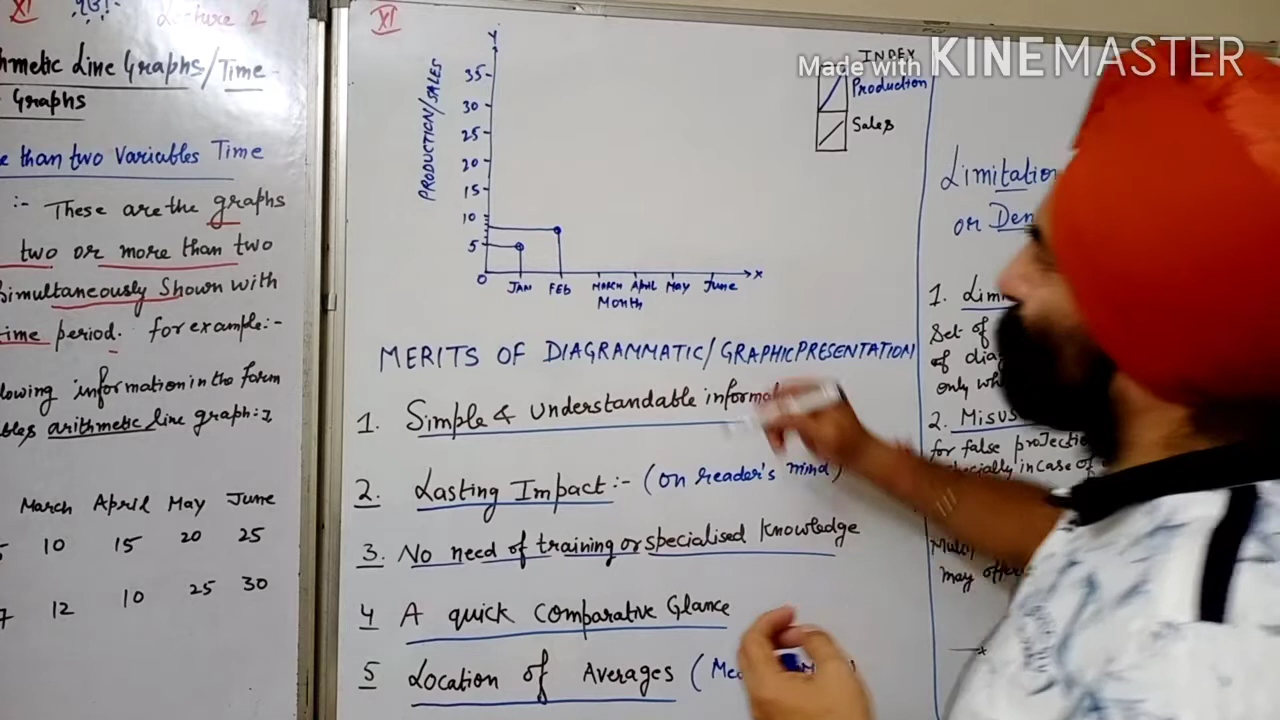 XI
Lecture 2
hmetic Line Graphs/Time
Graphs
than two Variables Time
:- These are the graphs
two or more than two
Simultaneously Shown with
time period. for example:-
lowing information in the form
bles arithmetic line graph:-
March April May June
10 15 20 25
7 12 10 25 30
XI
Y
PRODUCTION/SALES
35
30
25
20
15
10
5
0
JAN FEB MARCH April May June
X
Month
Made with KINEMASTER
INDEX
Production
Sales
MERITS OF DIAGRAMMATIC/GRAPHIC PRESENTATION
1. Simple & Understandable informat
2. Lasting Impact:- (on reader's mind)
3. No need of training or specialised knowledge
4 A quick Comparative Glance
5 Location of Averages (Me
Limitation
or Dem
1. Lim
Set of
of dia
only wh
2. Misus
for false projection
especially in case of
may offer
x